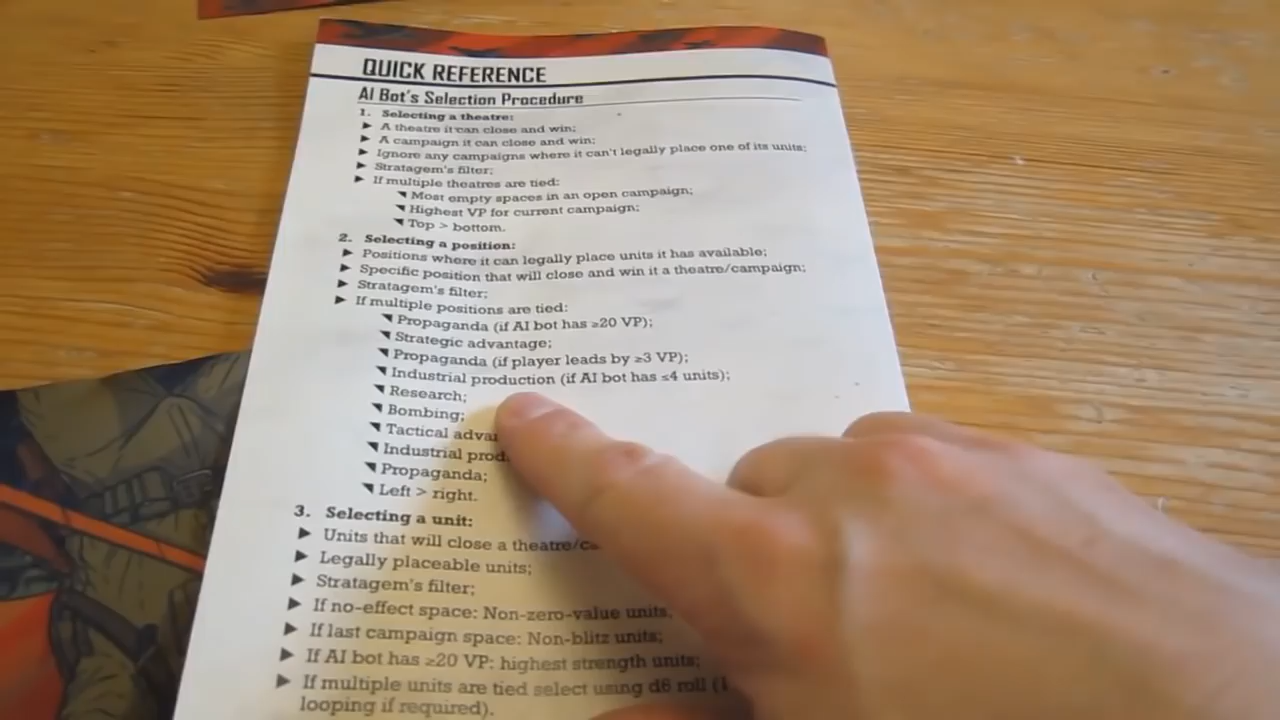 QUICK REFERENCE
AI Bot's Selection Procedure
1. Selecting a theatre:
A theatre it can close and win;
A campaign it can close and win;
Ignore any campaigns where it can't legally place one of its units;
Stratagem's filter;
If multiple theatres are tied:
Most empty spaces in an open campaign;
Highest VP for current campaign;
Top > bottom.
2. Selecting a position:
Positions where it can legally place units it has available;
Specific position that will close and win it a theatre/campaign;
Stratagem's filter;
If multiple positions are tied:
Propaganda (if AI bot has ≥20 VP);
Strategic advantage;
Propaganda (if player leads by ≥3 VP);
Industrial production (if AI bot has ≤4 units);
Research;
Bombing;
Tactical
Industrial
Propaganda;
Left > right.
3. Selecting a unit:
Units that will close a
Legally placeable units;
Stratagem's filter;
If no-effect space: Non-zero-value units.
If last campaign space: Non-blitz units;
If AI bot has ≥20 VP: highest strength units;
If multiple units are tied select using d6 roll (1
looping if required).